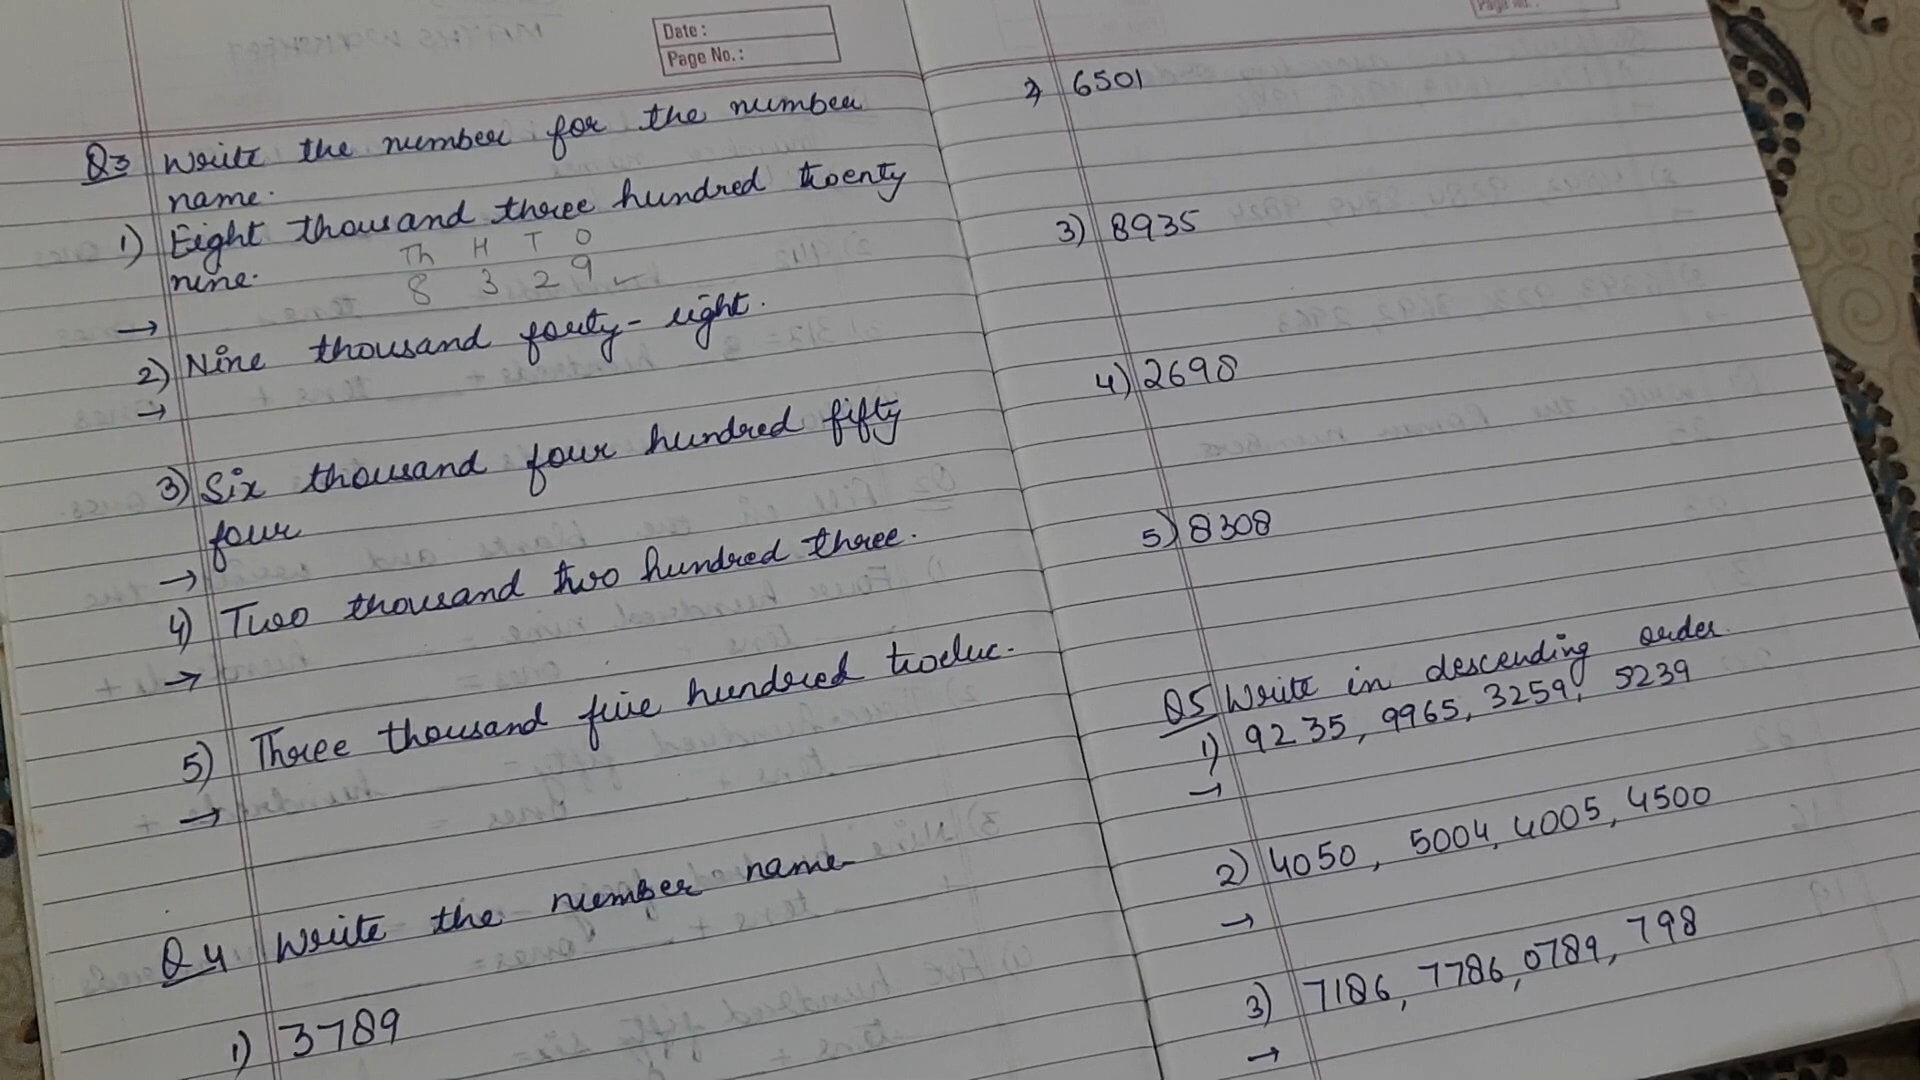 Date :
Page No. :
Q3 Write the number for the number
name.
1) Eight thousand three hundred twenty
nine.
Th H T O
8 3 2 9
→
2) Nine thousand forty-eight.
→
3) Six thousand four hundred fifty
four
→
4) Two thousand two hundred three.
→
5) Three thousand five hundred twelve.
→
Q4 Write the number name
1) 3789
Page No. :
2) 6501
3) 8935
4) 2698
5) 8308
Q5 Write in descending order.
1) 9235, 9965, 3259, 5239
→
2) 4050, 5004, 4005, 4500
→
3) 7186, 7786, 0789, 798
→